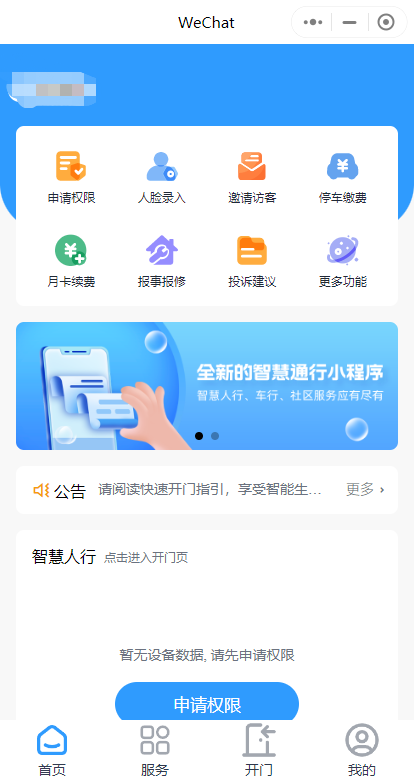 WeChat
申请权限
人脸录入
邀请访客
停车缴费
月卡续费
报事报修
投诉建议
更多功能
全新的智慧通行小程序
智慧人行、车行、社区服务应有尽有
公告 请阅读快速开门指引，享受智能生... 更多 ›
智慧人行 点击进入开门页
暂无设备数据, 请先申请权限
申请权限
首页
服务
开门
我的